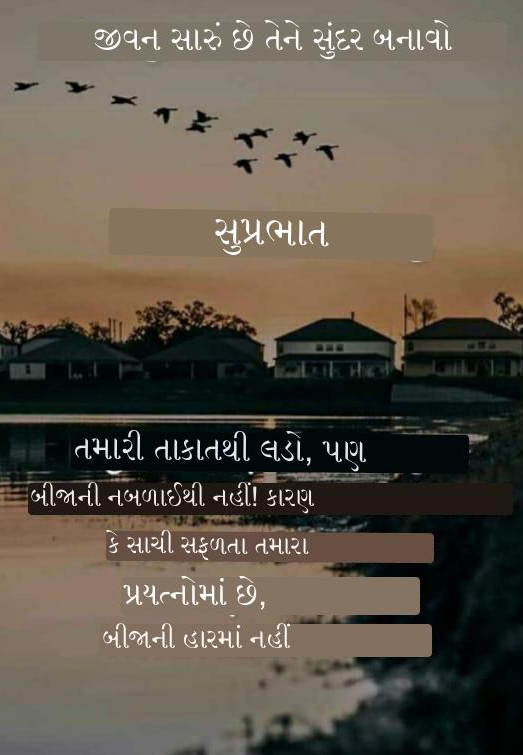 જીવન સારું છે તેને સુંદર બનાવો
સુપ્રભાત
તમારી તાકાતથી લડો, પણ
બીજાની નબળાઈથી નહીં! કારણ
કે સાચી સફળતા તમારા
પ્રયત્નોમાં છે,
બીજાની હારમાં નહીં